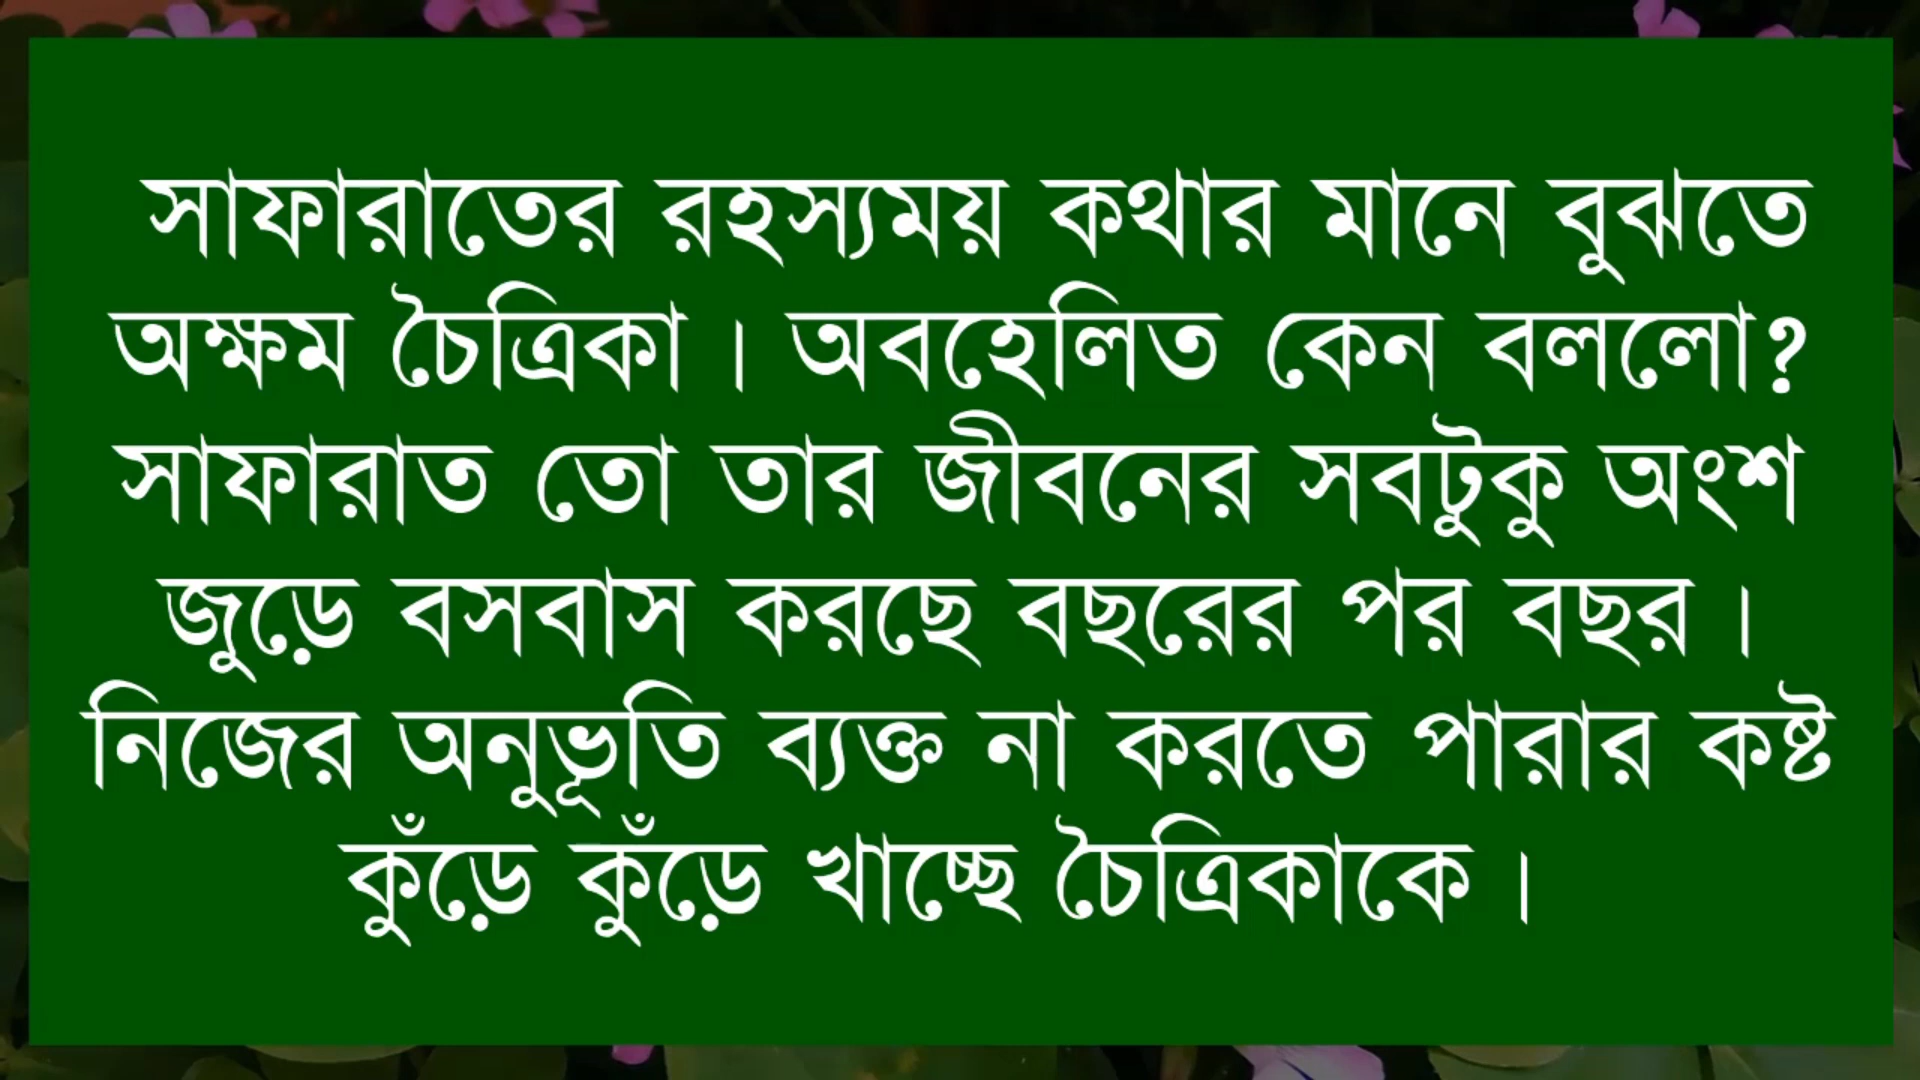 সাফারাতের রহস্যময় কথার মানে বুঝতে
অক্ষম চৈত্রিকা। অবহেলিত কেন বললো?
সাফারাত তো তার জীবনের সবটুকু অংশ
জুড়ে বসবাস করছে বছরের পর বছর।
নিজের অনুভূতি ব্যক্ত না করতে পারার কষ্ট
কুঁড়ে কুঁড়ে খাচ্ছে চৈত্রিকাকে।